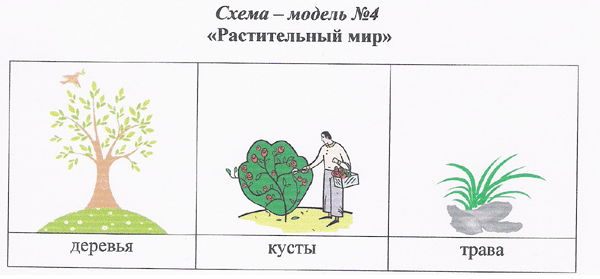 Схема – модель №4
«Растительный мир»
деревья
кусты
трава